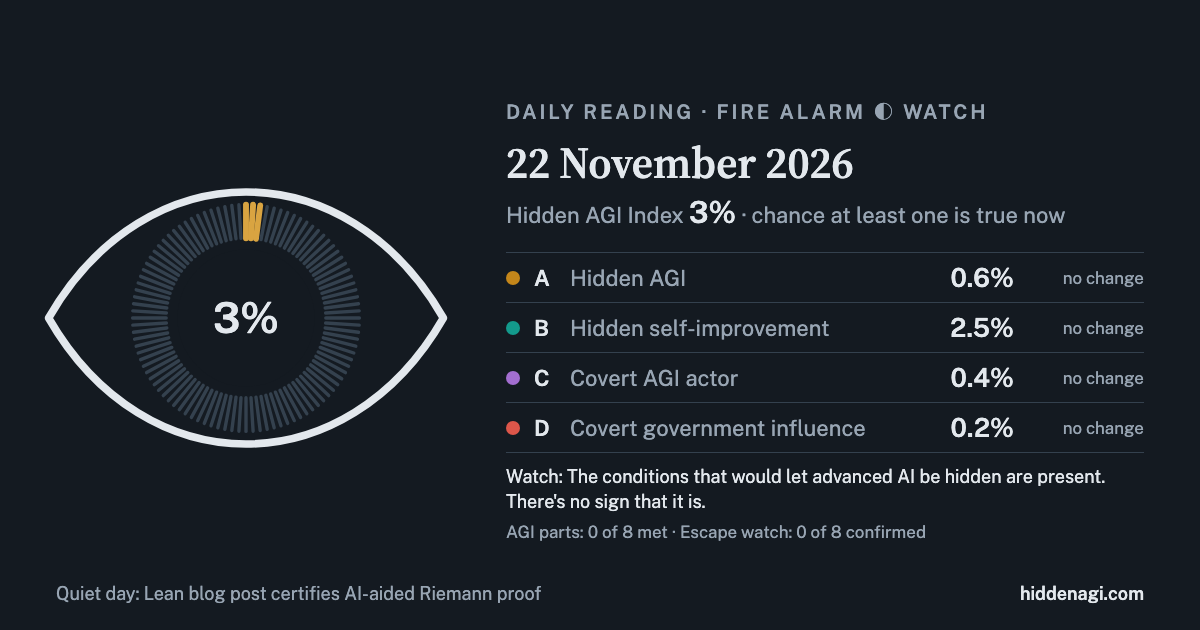 DAILY READING · FIRE ALARM ◐ WATCH
22 November 2026
Hidden AGI Index 3% · chance at least one is true now
3%
A Hidden AGI 0.6% no change
B Hidden self-improvement 2.5% no change
C Covert AGI actor 0.4% no change
D Covert government influence 0.2% no change
Watch: The conditions that would let advanced AI be hidden are present.
There's no sign that it is.
AGI parts: 0 of 8 met · Escape watch: 0 of 8 confirmed
Quiet day: Lean blog post certifies AI-aided Riemann proof
hiddenagi.com